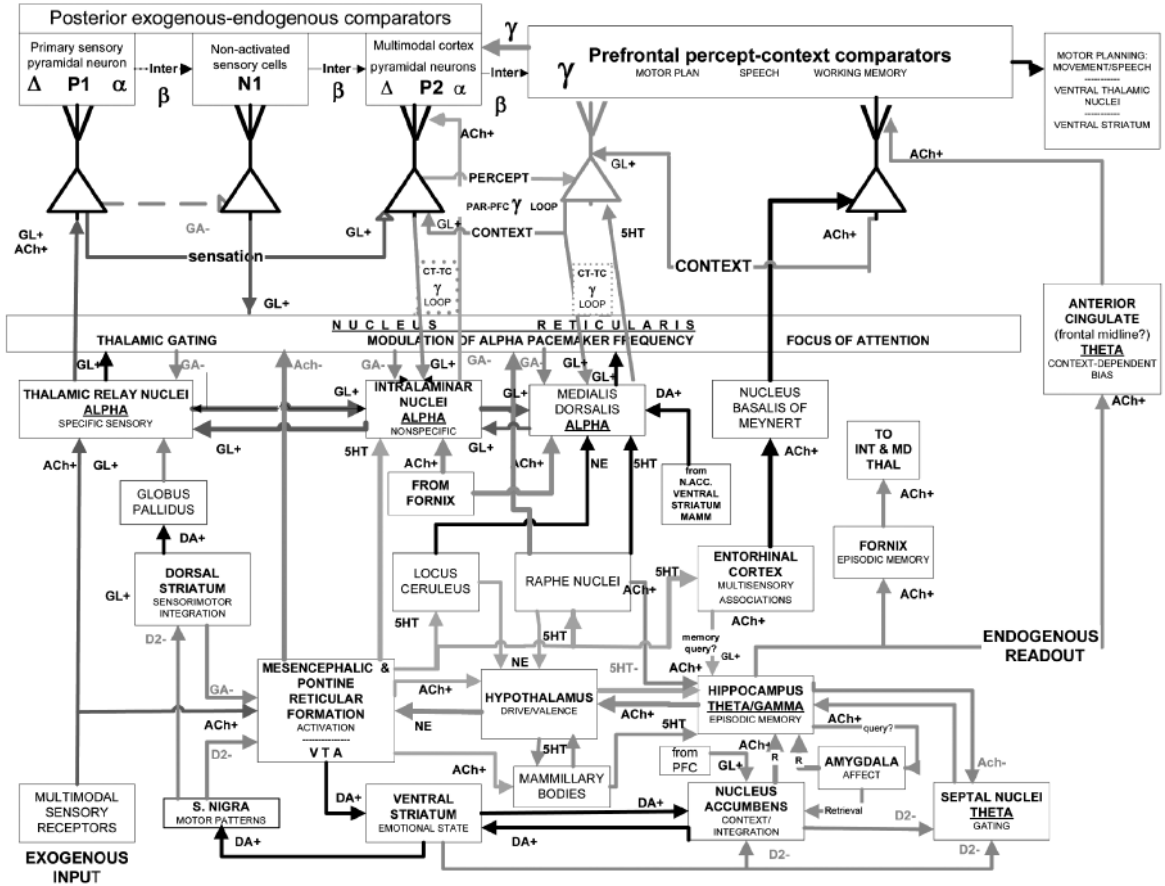 Posterior exogenous-endogenous comparators
Primary sensory
pyramidal neuron
Δ P1 α
Inter
β
Non-activated
sensory cells
N1
Inter
β
Multimodal cortex
pyramidal neurons
Δ P2 α
Inter
β
γ
Prefrontal percept-context comparators
γ
MOTOR PLAN SPEECH WORKING MEMORY
MOTOR PLANNING:
MOVEMENT/SPEECH
----------
VENTRAL THALAMIC
NUCLEI
----------
VENTRAL STRIATUM
ACh+
GL+
ACh+
PERCEPT
PAR-PFC γ LOOP
GL+
CONTEXT
5HT
ACh+
GA-
GL+
ACh+
GL+
sensation
CONTEXT
CT-TC
γ
LOOP
CT-TC
γ
LOOP
GL+
ANTERIOR
CINGULATE
(frontal midline?)
THETA
CONTEXT-DEPENDENT
BIAS
NUCLEUS RETICULARIS
THALAMIC GATING
MODULATION OF ALPHA PACEMAKER FREQUENCY
FOCUS OF ATTENTION
GL+
GA-
Ach-
GA-
GL+
GA-
GA-
GL+
GL+
THALAMIC RELAY NUCLEI
ALPHA
SPECIFIC SENSORY
GL+
INTRALAMINAR
NUCLEI
ALPHA
NONSPECIFIC
GL+
MEDIALIS
DORSALIS
ALPHA
DA+
NUCLEUS
BASALIS OF
MEYNERT
ACh+
GL+
GL+
TO
INT & MD
THAL
ACh+
GL+
5HT
ACh+
ACh+
NE
5HT
ACh+
FROM
FORNIX
from
N.ACC.
VENTRAL
STRIATUM
MAMM
GLOBUS
PALLIDUS
ACh+
DA+
FORNIX
EPISODIC MEMORY
DORSAL
STRIATUM
SENSORIMOTOR
INTEGRATION
LOCUS
CERULEUS
RAPHE NUCLEI
ENTORHINAL
CORTEX
MULTISENSORY
ASSOCIATIONS
5HT
ACh+
ACh+
GL+
5HT
5HT
ACh+
D2-
memory
query?
GL+
ENDOGENOUS
READOUT
MESENCEPHALIC &
PONTINE
RETICULAR
FORMATION
ACTIVATION
----------
VTA
NE
5HT-
ACh+
GA-
ACh+
ACh+
NE
HYPOTHALAMUS
DRIVE/VALENCE
ACh+
HIPPOCAMPUS
THETA/GAMMA
EPISODIC MEMORY
ACh+
query?
D2-
5HT
5HT
ACh+
MAMMILLARY
BODIES
from
PFC
ACh+
GL+
R
R
AMYGDALA
AFFECT
Ach-
MULTIMODAL
SENSORY
RECEPTORS
S. NIGRA
MOTOR PATTERNS
DA+
VENTRAL
STRIATUM
EMOTIONAL STATE
DA+
NUCLEUS
ACCUMBENS
CONTEXT/
INTEGRATION
Retrieval
SEPTAL NUCLEI
THETA
GATING
D2-
DA+
DA+
D2-
D2-
EXOGENOUS
INPUT